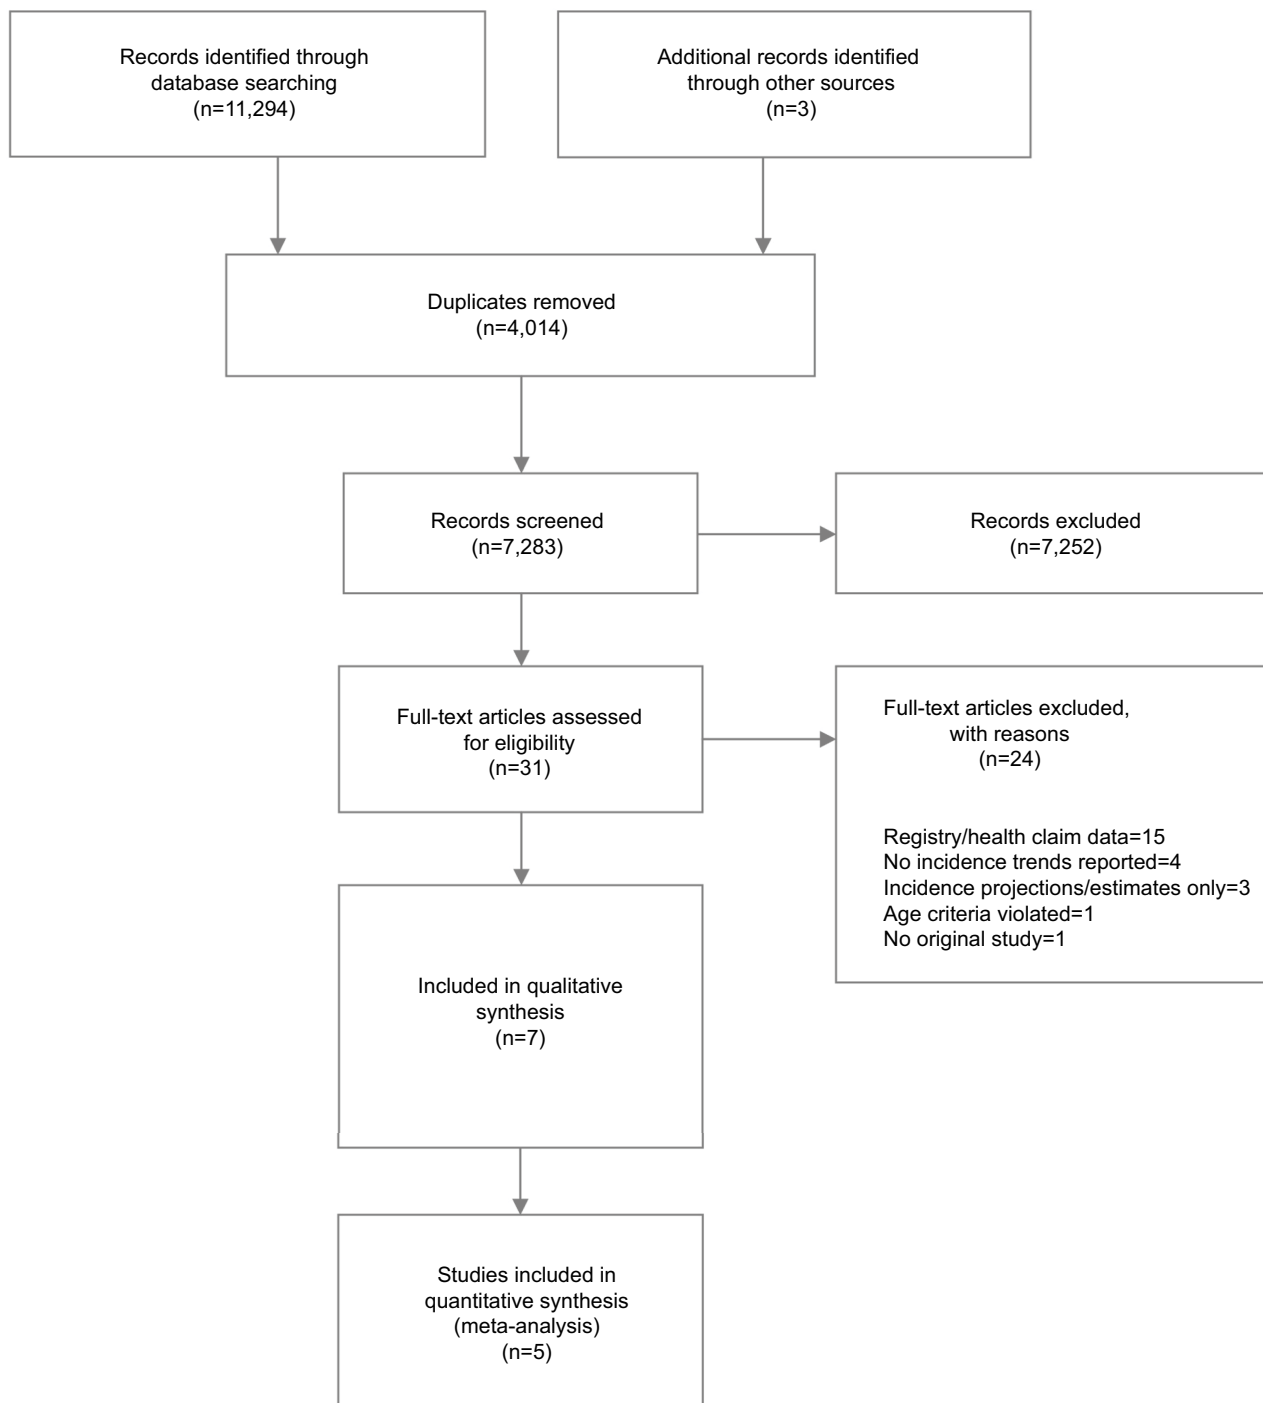 Records identified through
database searching
(n=11,294)
Additional records identified
through other sources
(n=3)
Duplicates removed
(n=4,014)
Records screened
(n=7,283)
Records excluded
(n=7,252)
Full-text articles assessed
for eligibility
(n=31)
Full-text articles excluded,
with reasons
(n=24)
Registry/health claim data=15
No incidence trends reported=4
Incidence projections/estimates only=3
Age criteria violated=1
No original study=1
Included in qualitative
synthesis
(n=7)
Studies included in
quantitative synthesis
(meta-analysis)
(n=5)